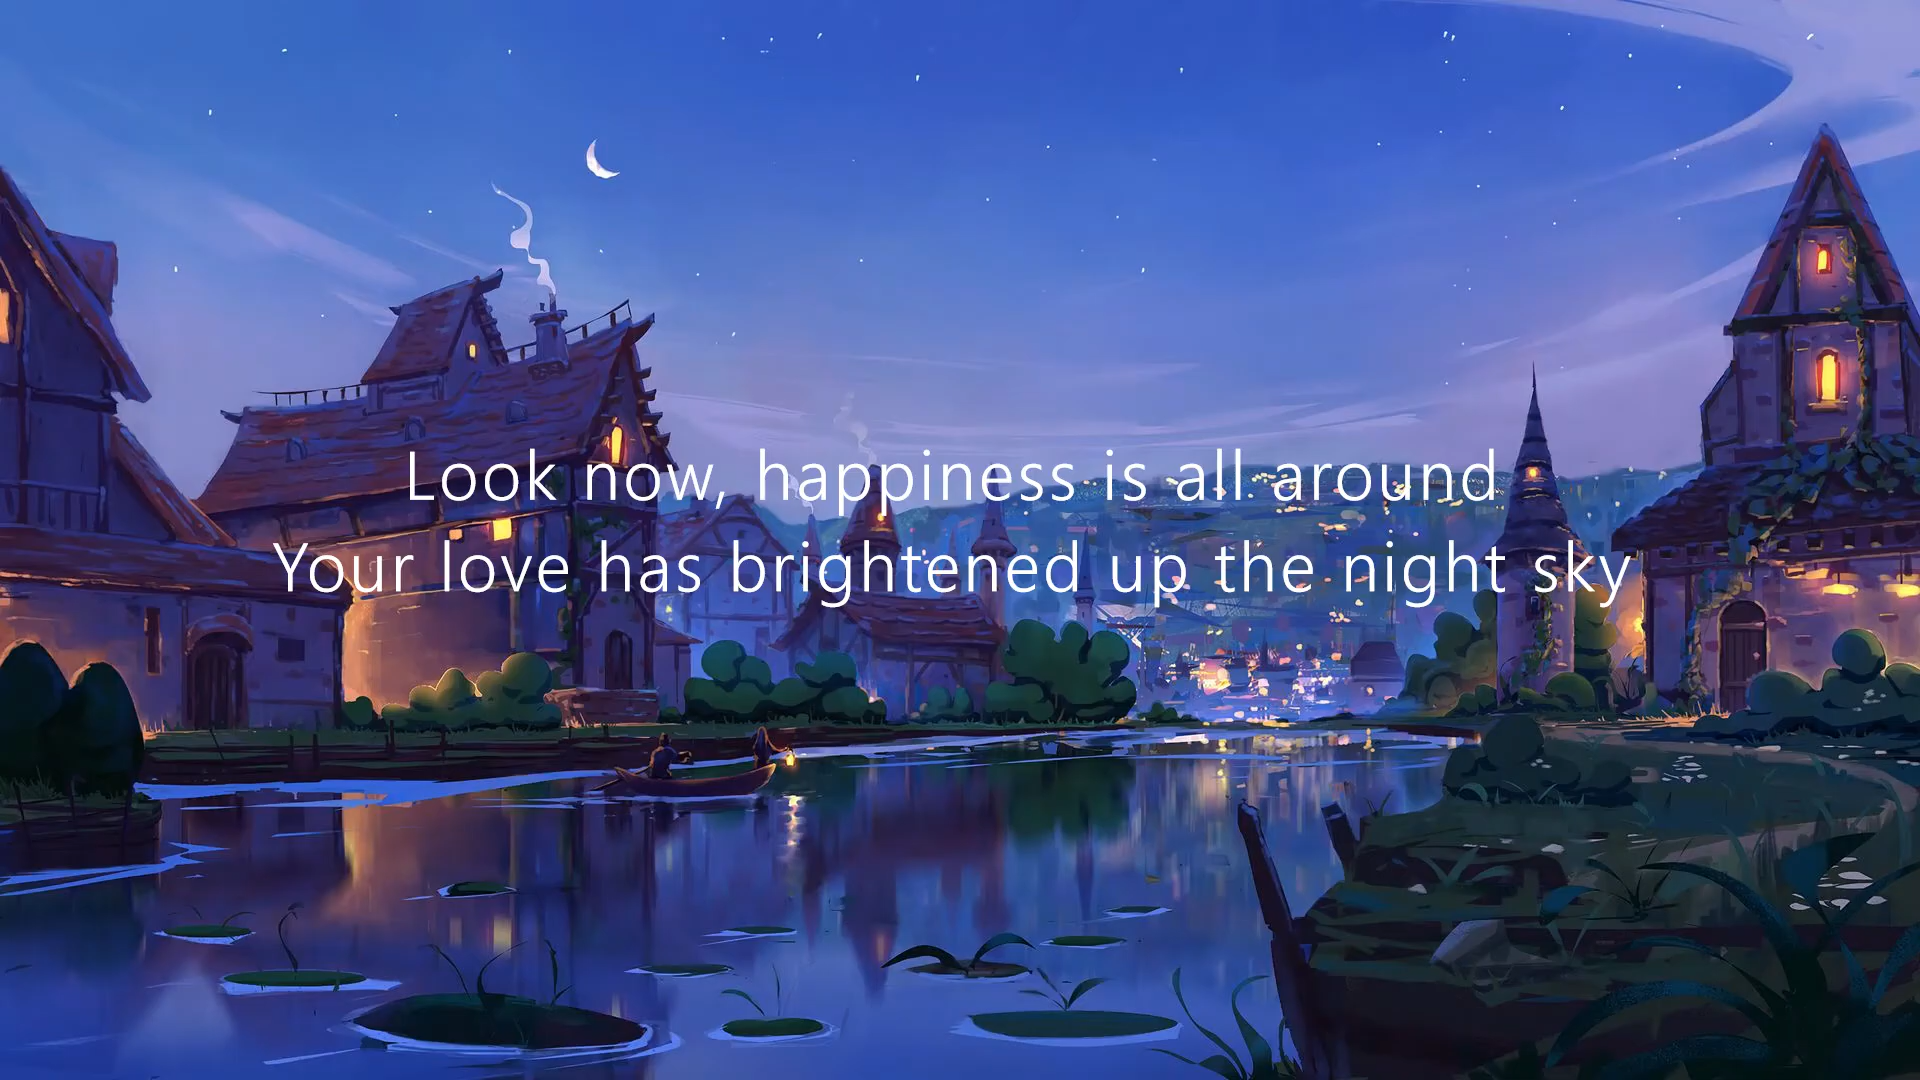 Look now, happiness is all around
Your love has brightened up the night sky